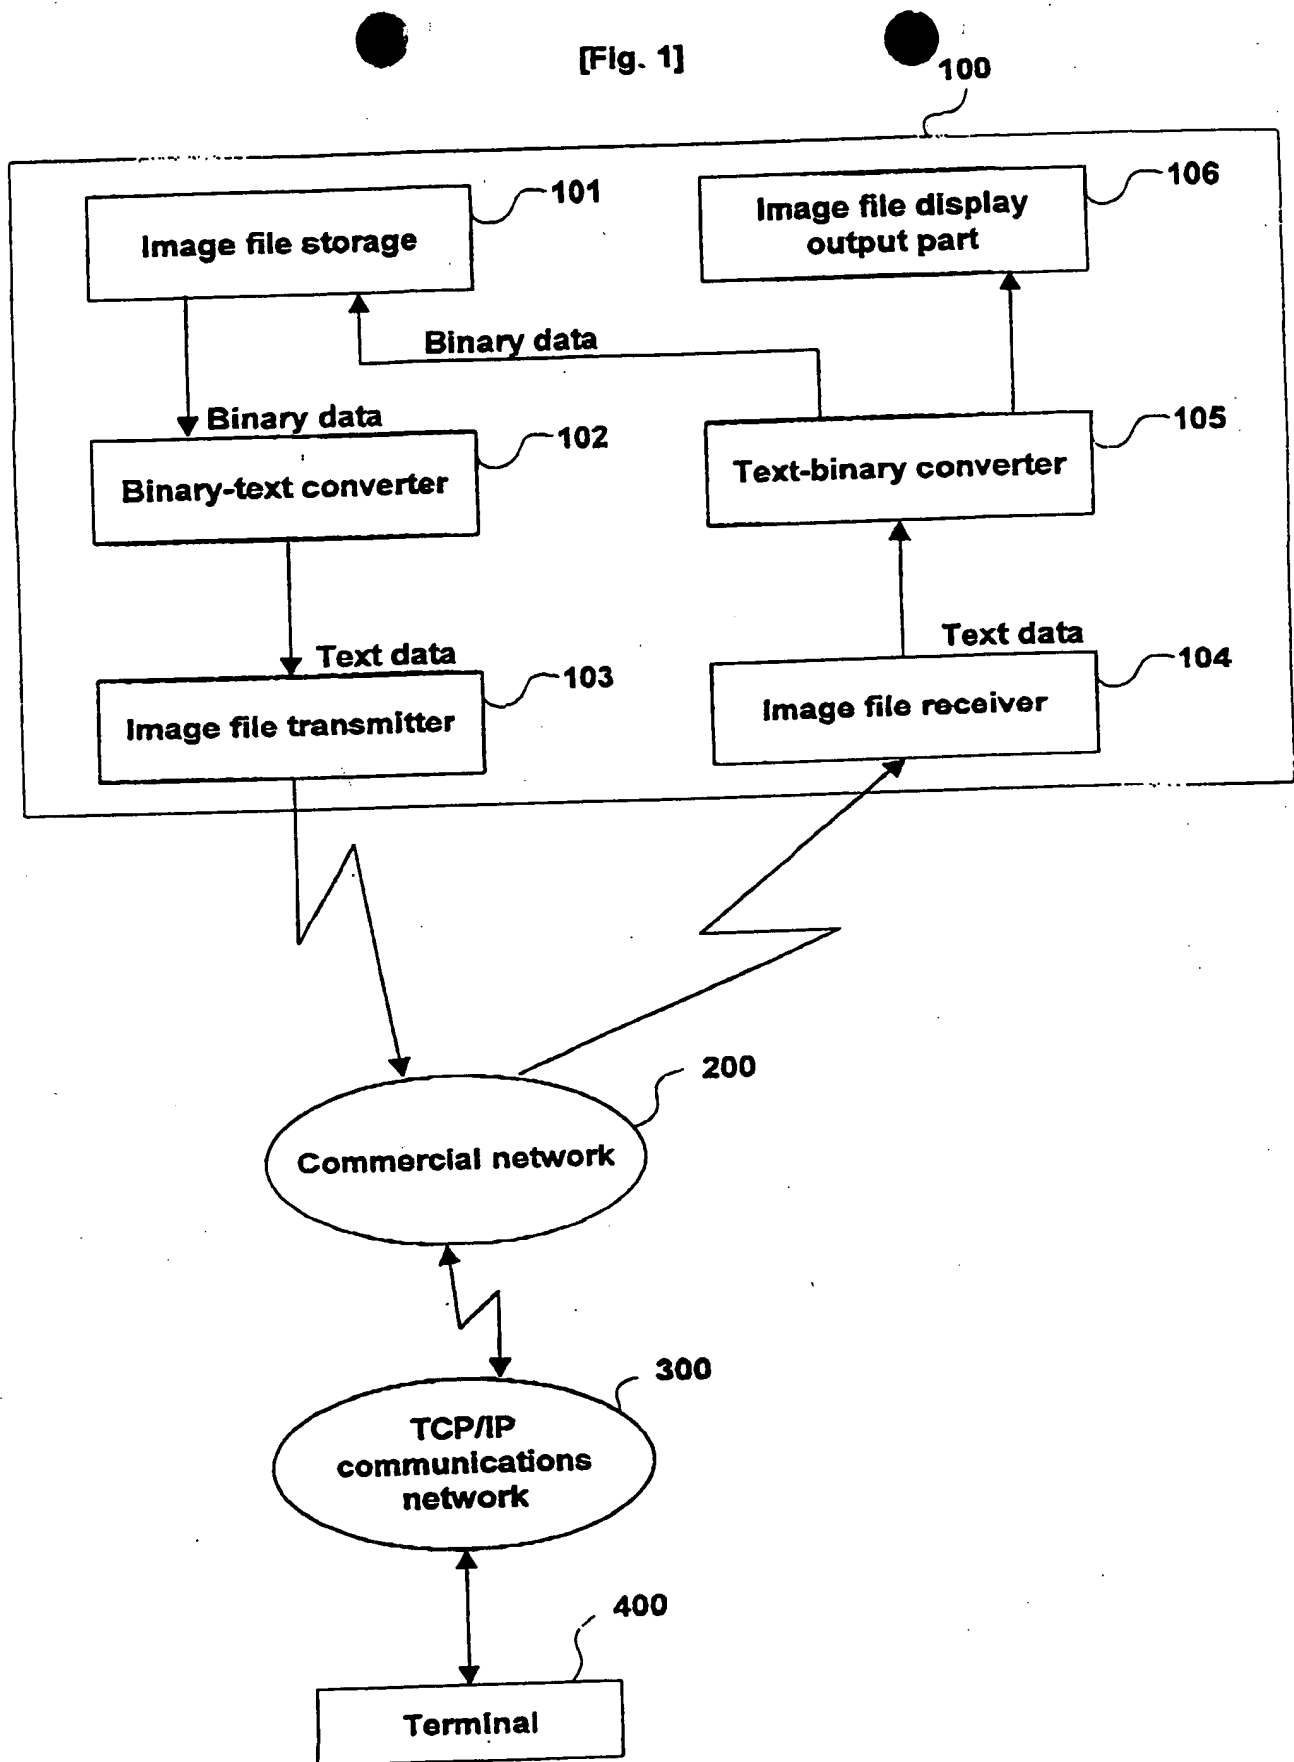 [Fig. 1]
100
101
106
Image file storage
Image file display
output part
Binary data
Binary data
102
105
Binary-text converter
Text-binary converter
Text data
Text data
103
104
Image file transmitter
Image file receiver
200
Commercial network
300
TCP/IP
communications
network
400
Terminal